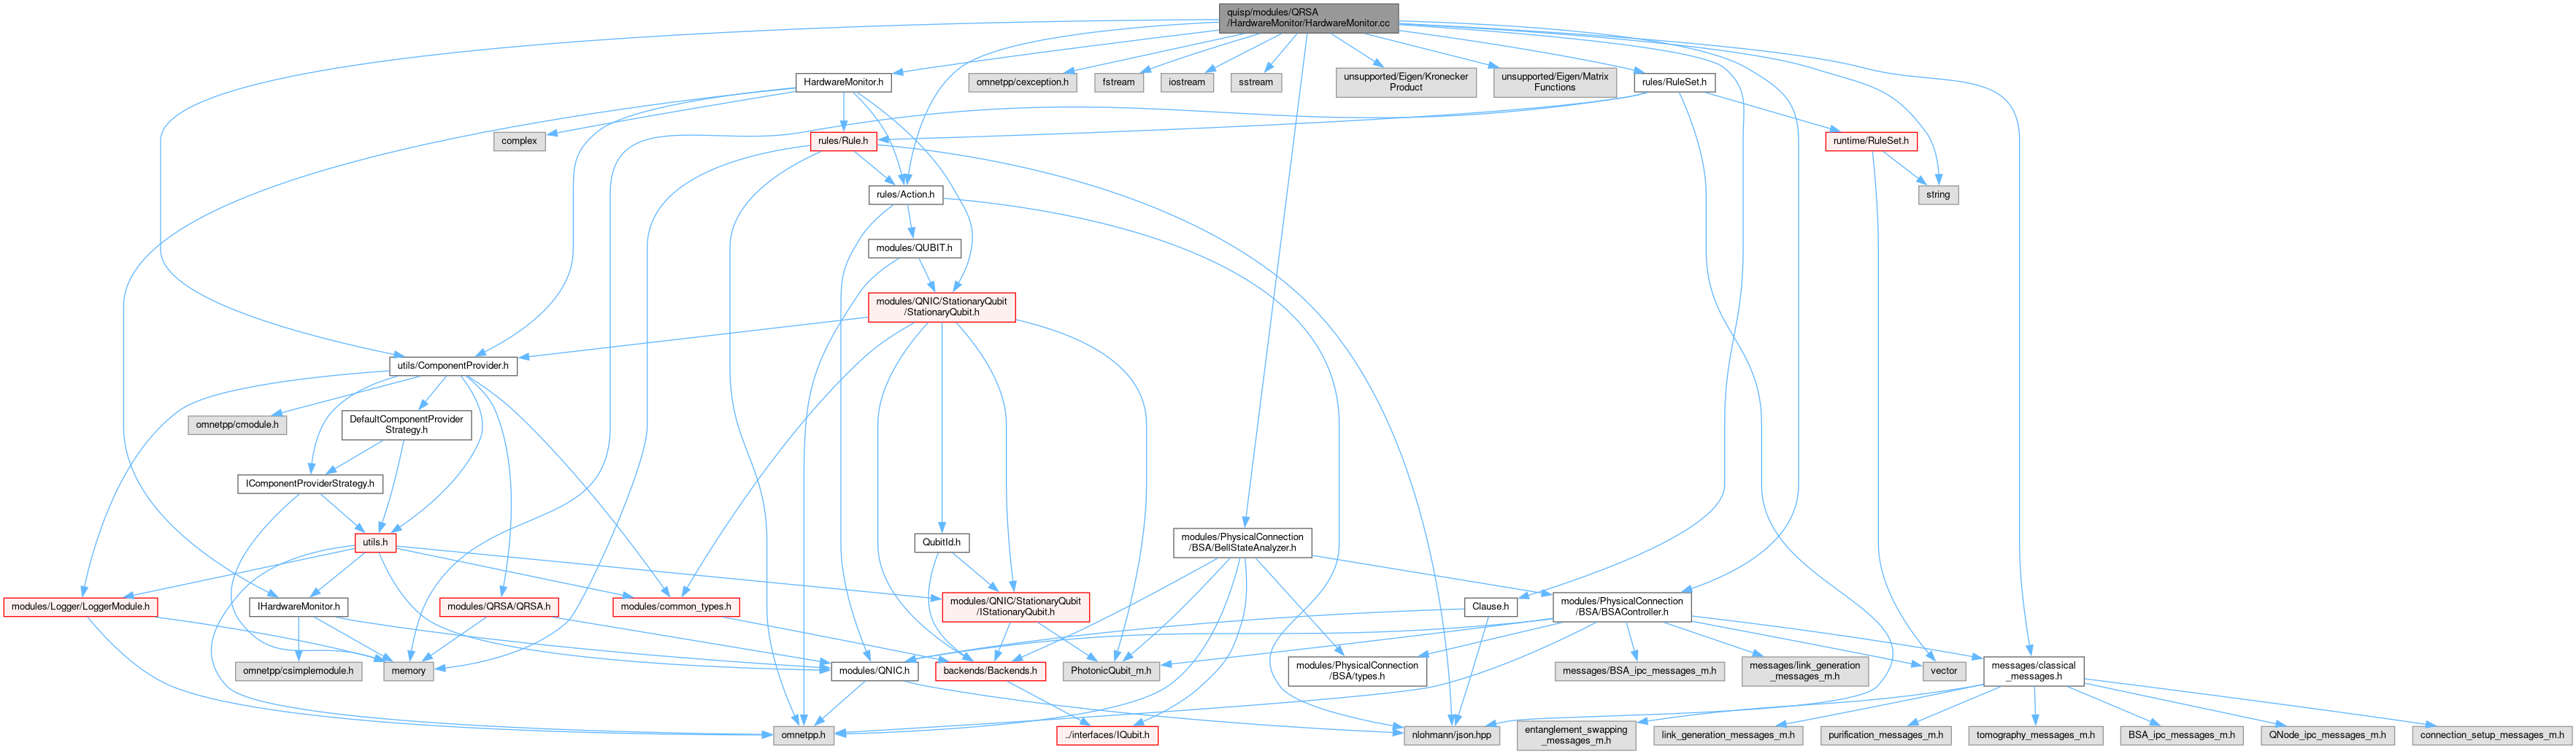 quisp/modules/QRSA
/HardwareMonitor/HardwareMonitor.cc
HardwareMonitor.h
omnetpp/cexception.h
fstream
iostream
sstream
unsupported/Eigen/Kronecker
Product
unsupported/Eigen/Matrix
Functions
rules/RuleSet.h
complex
rules/Rule.h
runtime/RuleSet.h
rules/Action.h
string
modules/QUBIT.h
modules/QNIC/StationaryQubit
/StationaryQubit.h
utils/ComponentProvider.h
omnetpp/cmodule.h
DefaultComponentProvider
Strategy.h
IComponentProviderStrategy.h
utils.h
QubitId.h
modules/PhysicalConnection
/BSA/BellStateAnalyzer.h
modules/Logger/LoggerModule.h
IHardwareMonitor.h
modules/QRSA/QRSA.h
modules/common_types.h
modules/QNIC/StationaryQubit
/IStationaryQubit.h
Clause.h
modules/PhysicalConnection
/BSA/BSAController.h
omnetpp/csimplemodule.h
memory
modules/QNIC.h
backends/Backends.h
PhotonicQubit_m.h
modules/PhysicalConnection
/BSA/types.h
messages/BSA_ipc_messages_m.h
messages/link_generation
_messages_m.h
vector
messages/classical
_messages.h
omnetpp.h
../interfaces/IQubit.h
nlohmann/json.hpp
entanglement_swapping
_messages_m.h
link_generation_messages_m.h
purification_messages_m.h
tomography_messages_m.h
BSA_ipc_messages_m.h
QNode_ipc_messages_m.h
connection_setup_messages_m.h